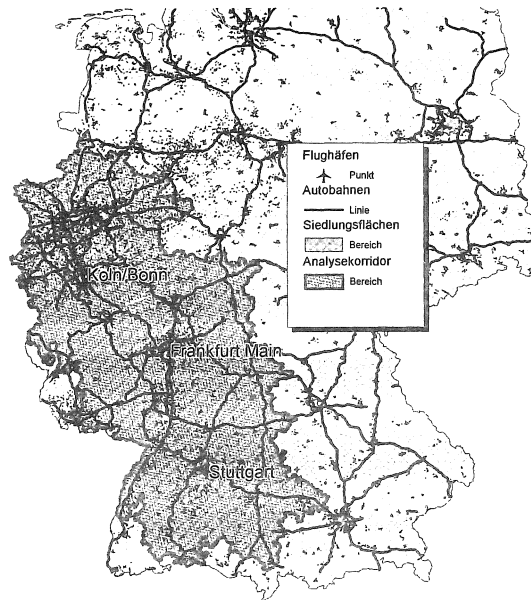 Flughäfen
Punkt
Autobahnen
Linie
Siedlungsflächen
Bereich
Analysekorridor
Bereich
Köln/Bonn
Frankfurt Main
Stuttgart